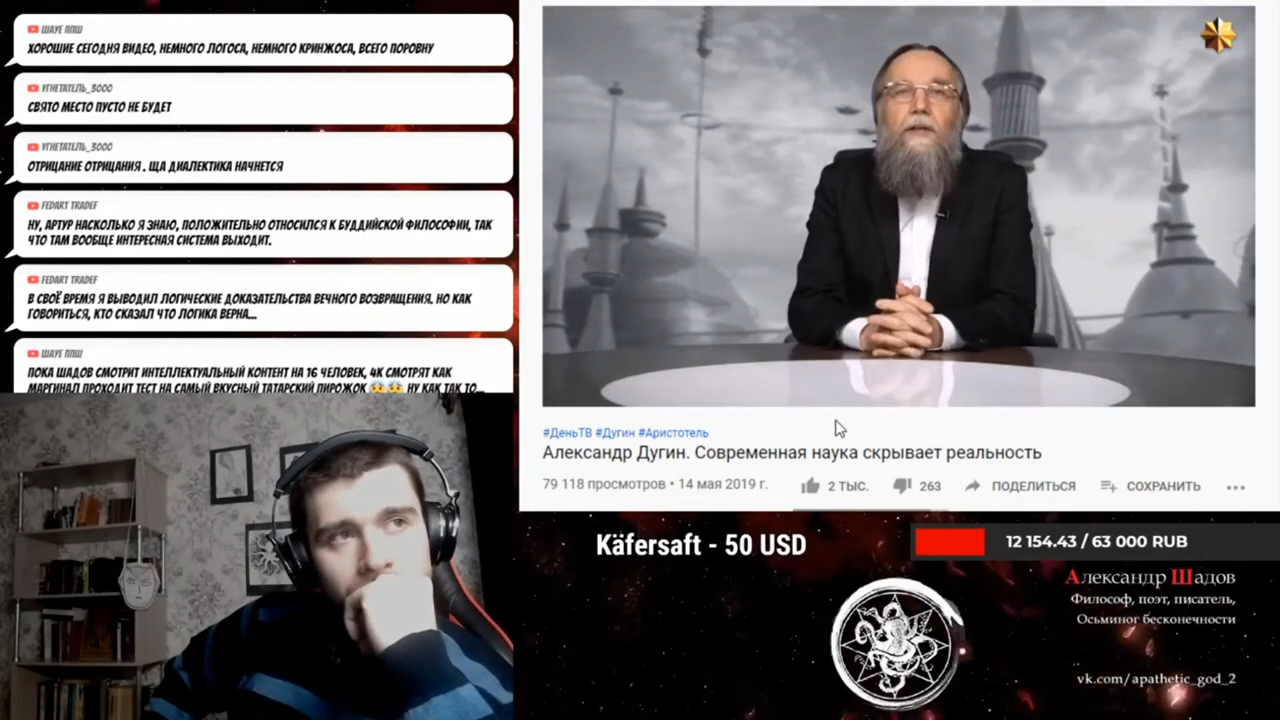 ШАУЕ ППШ
ХОРОШИЕ СЕГОДНЯ ВИДЕО, НЕМНОГО ЛОГОСА, НЕМНОГО КРИНЖОСА, ВСЕГО ПОРОВНУ
УГНЕТАТЕЛЬ_3000
СВЯТО МЕСТО ПУСТО НЕ БУДЕТ
УГНЕТАТЕЛЬ_3000
ОТРИЦАНИЕ ОТРИЦАНИЯ . ЩА ДИАЛЕКТИКА НАЧНЕТСЯ
FEDART TRADEF
НУ, АРТУР НАСКОЛЬКО Я ЗНАЮ, ПОЛОЖИТЕЛЬНО ОТНОСИЛСЯ К БУДДИЙСКОЙ ФИЛОСОФИИ, ТАК
ЧТО ТАМ ВООБЩЕ ИНТЕРЕСНАЯ СИСТЕМА ВЫХОДИТ.
FEDART TRADEF
В СВОЁ ВРЕМЯ Я ВЫВОДИЛ ЛОГИЧЕСКИЕ ДОКАЗАТЕЛЬСТВА ВЕЧНОГО ВОЗВРАЩЕНИЯ. НО КАК
ГОВОРИТЬСЯ, КТО СКАЗАЛ ЧТО ЛОГИКА ВЕРНА...
ШАУЕ ППШ
ПОКА ШАДОВ СМОТРИТ ИНТЕЛЛЕКТУАЛЬНЫЙ КОНТЕНТ НА 16 ЧЕЛОВЕК, 4К СМОТРЯТ КАК
МАРГИНАЛ ПРОХОДИТ ТЕСТ НА САМЫЙ ВКУСНЫЙ ТАТАРСКИЙ ПИРОЖОК НУ КАК ТАК ТО...
#ДеньТВ #Дугин #Аристотель
Александр Дугин. Современная наука скрывает реальность
79 118 просмотров • 14 мая 2019 г.
2 ТЫС.
263
ПОДЕЛИТЬСЯ
СОХРАНИТЬ
Käfersaft - 50 USD
12 154.43 / 63 000 RUB
Александр Шадов
Философ, поэт, писатель,
Осьминог бесконечности
vk.com/apathetic_god_2